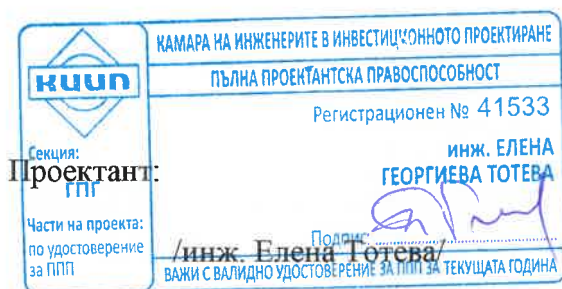 КАМАРА НА ИНЖЕНЕРИТЕ В ИНВЕСТИЦИОННОТО ПРОЕКТИРАНЕ
КИИП
ПЪЛНА ПРОЕКТАНТСКА ПРАВОСПОСОБНОСТ
Регистрационен № 41533
Секция:
ГПГ
инж. ЕЛЕНА
ГЕОРГИЕВА ТОТЕВА
Проектант:
Части на проекта:
по удостоверение
за ППП
Подпис:
/инж. Елена Тотева/
ВАЖИ С ВАЛИДНО УДОСТОВЕРЕНИЕ ЗА ППП ЗА ТЕКУЩАТА ГОДИНА